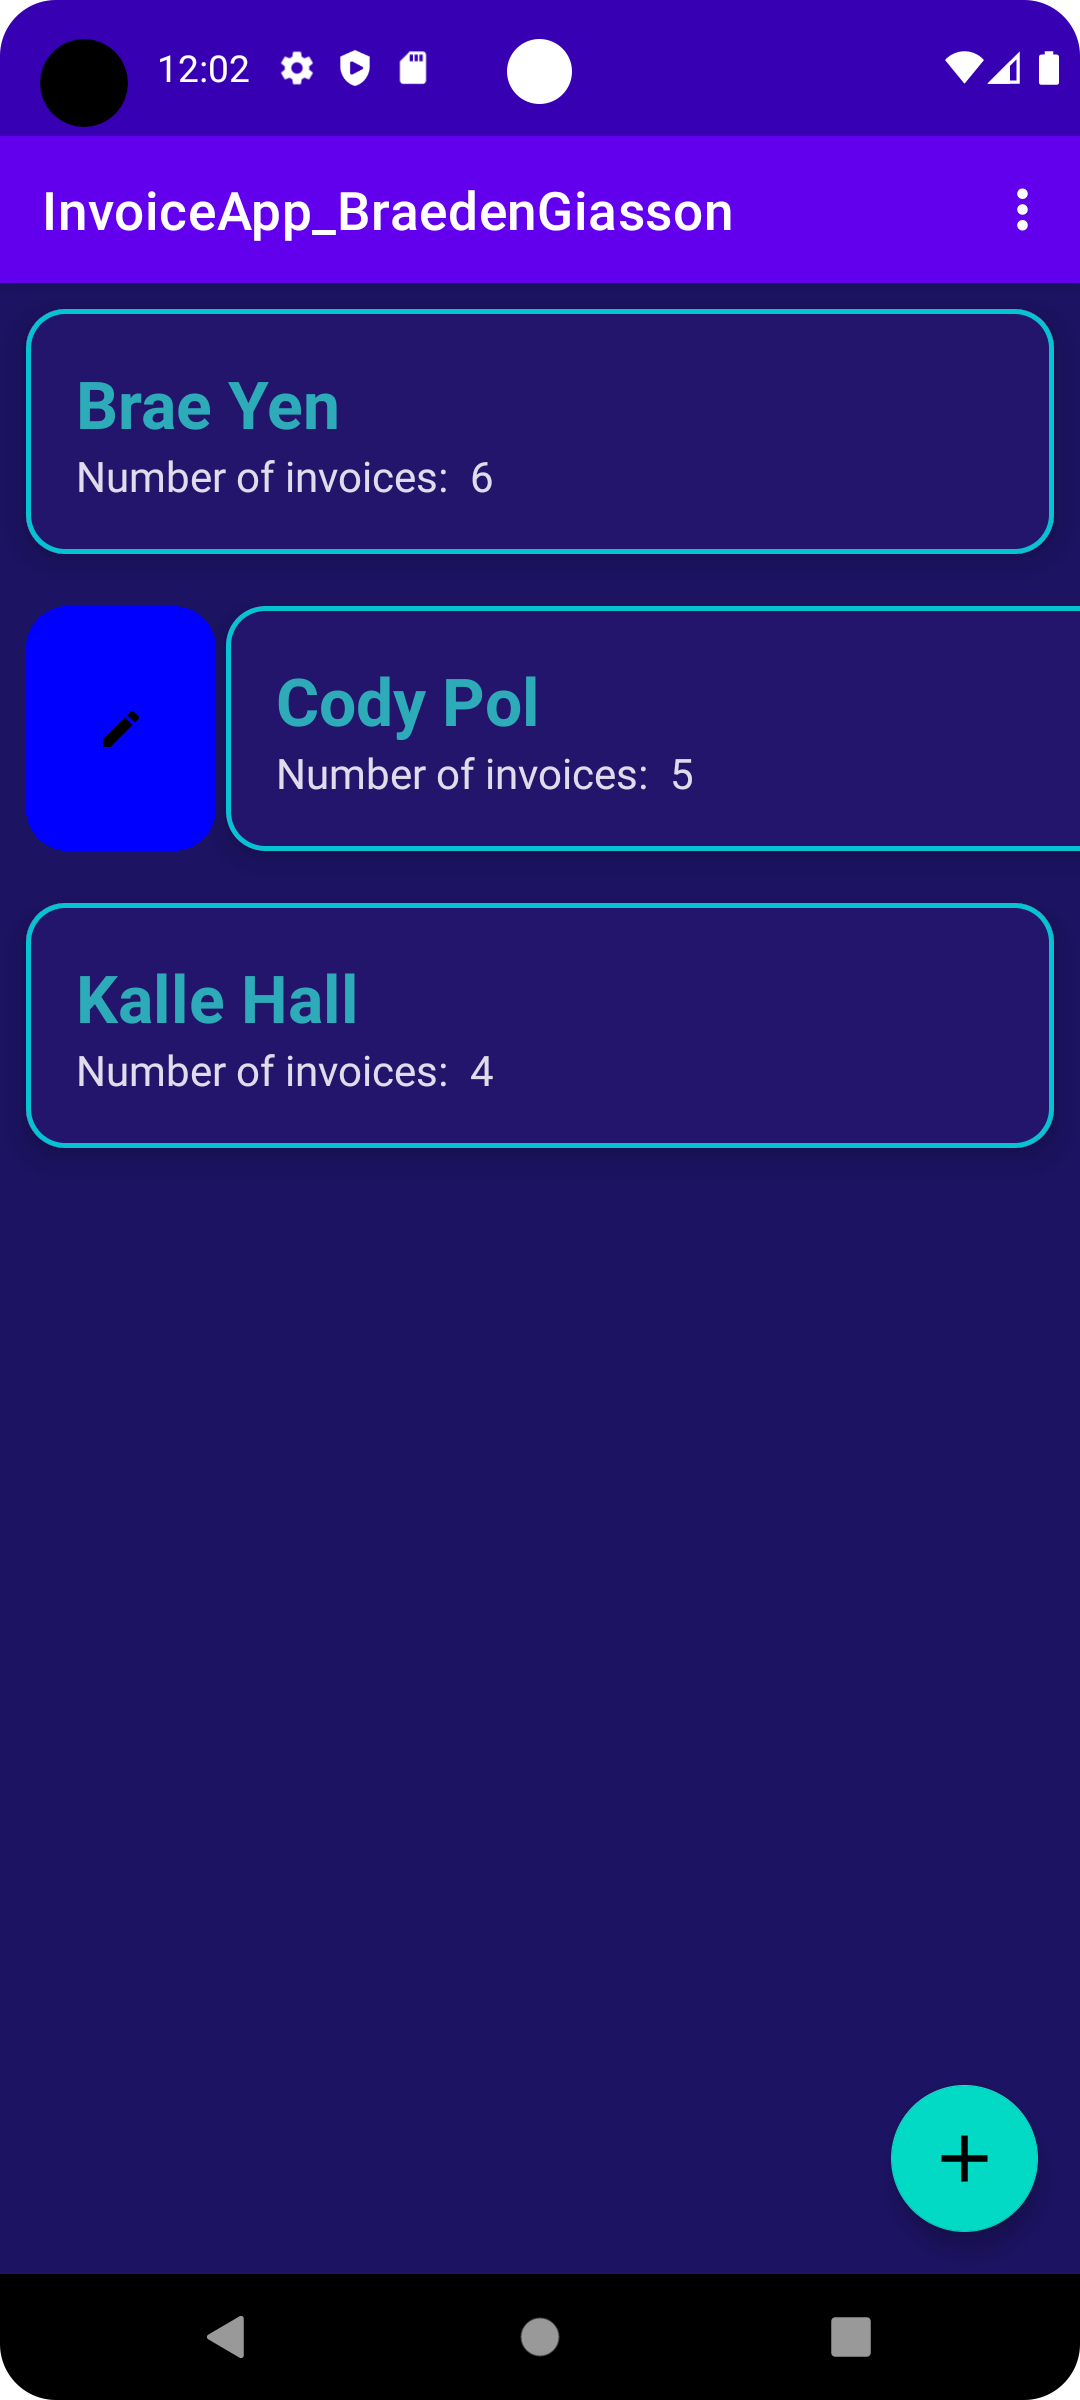 12:02
InvoiceApp_BraedenGiasson
Brae Yen
Number of invoices: 6
Cody Pol
Number of invoices: 5
Kalle Hall
Number of invoices: 4